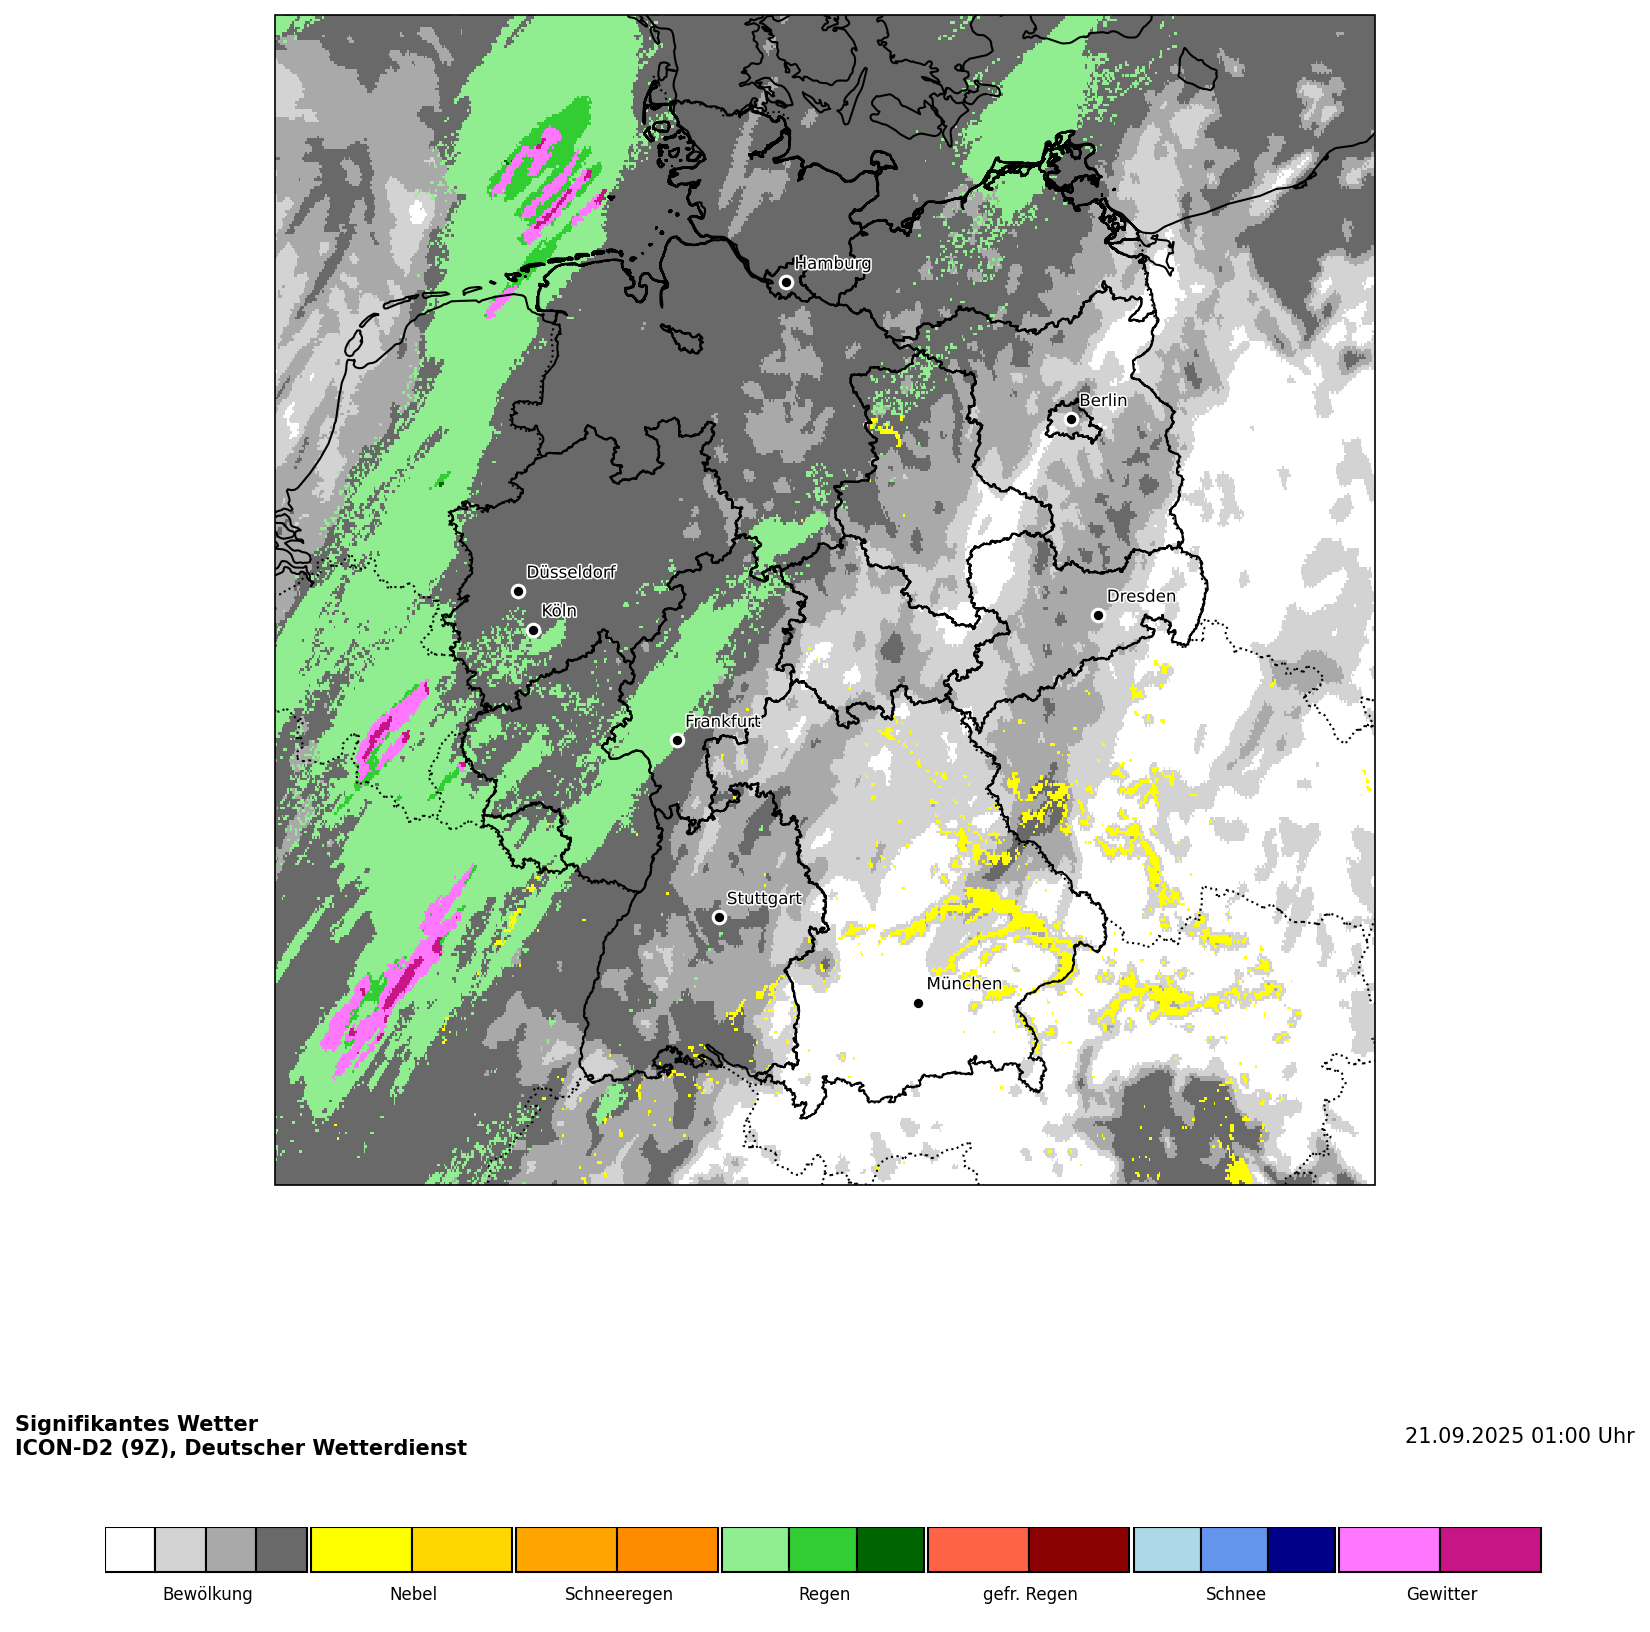 Hamburg
Berlin
Düsseldorf
Köln
Dresden
Frankfurt
Stuttgart
München
Signifikantes Wetter
ICON-D2 (9Z), Deutscher Wetterdienst
21.09.2025 01:00 Uhr
Bewölkung
Nebel
Schneeregen
Regen
gefr. Regen
Schnee
Gewitter